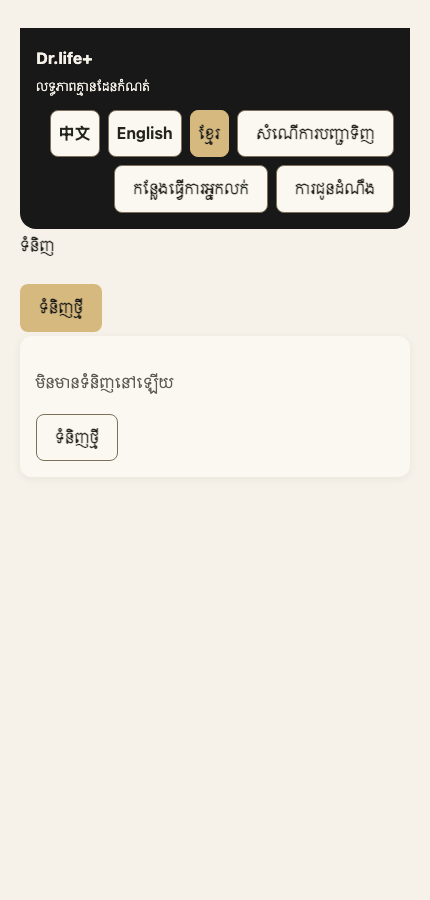 Dr.life+
លទ្ធភាពគ្មានដែនកំណត់
中文 English ខ្មែរ សំណើការបញ្ជាទិញ
កន្លែងធ្វើការអ្នកលក់ ការជូនដំណឹង
ទំនិញ
ទំនិញថ្មី
មិនមានទំនិញនៅឡើយ
ទំនិញថ្មី